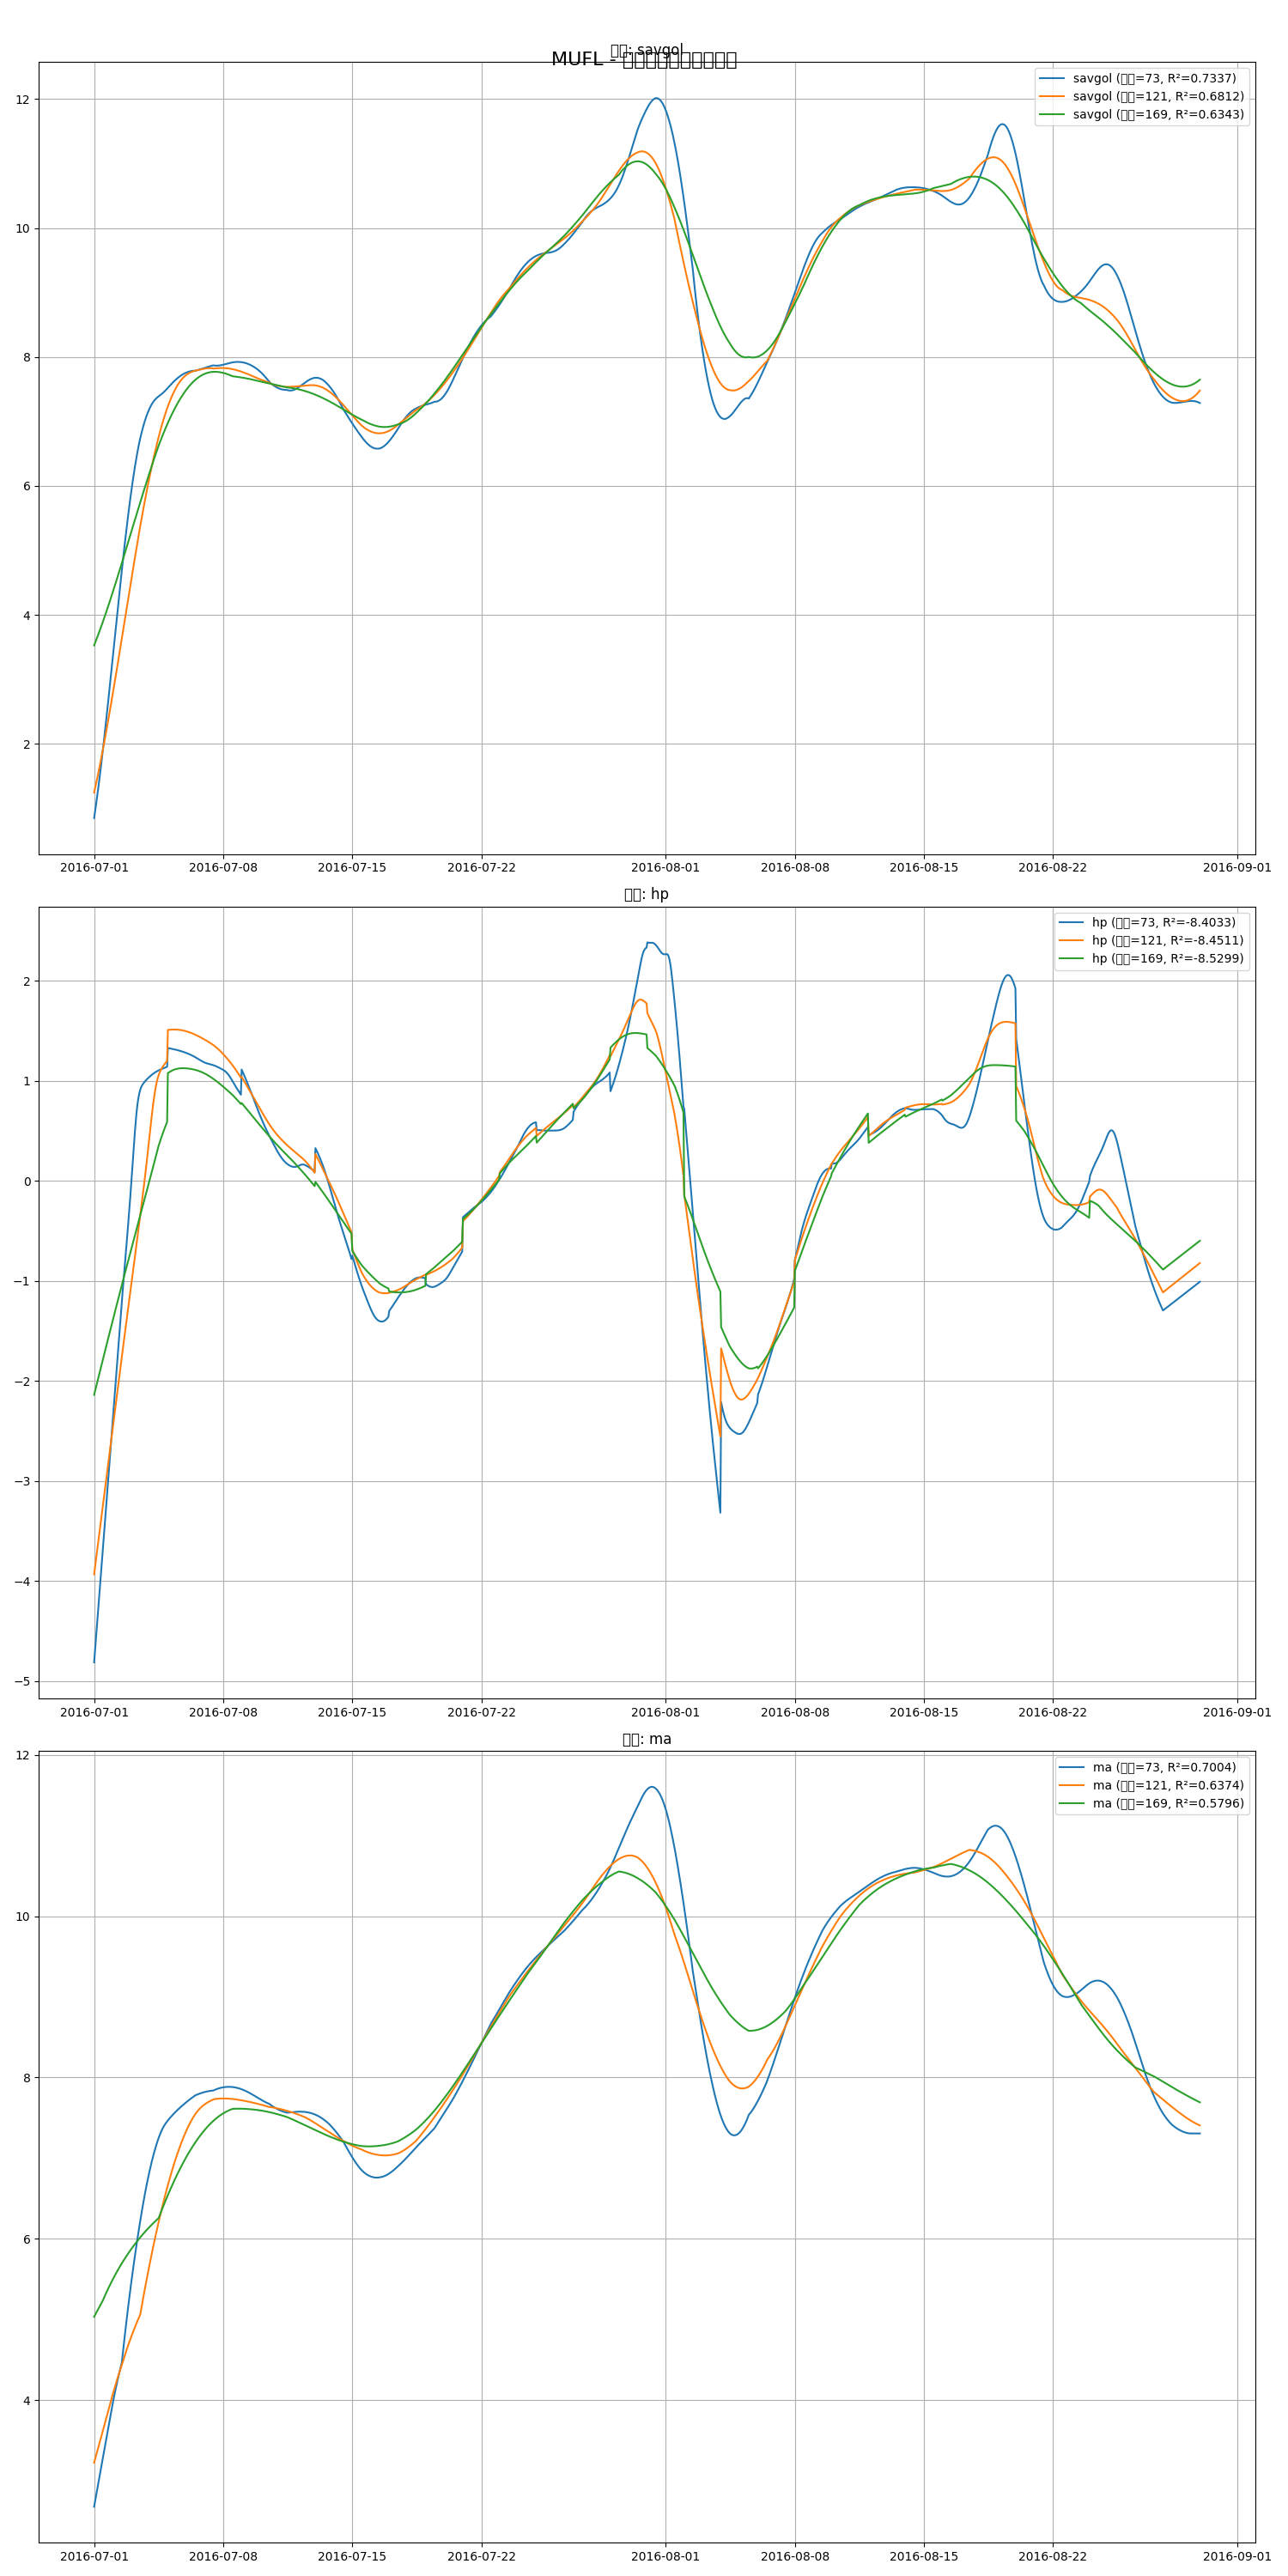 : savgol
MUFL -
savgol (=73, R²=0.7337)
savgol (=121, R²=0.6812)
savgol (=169, R²=0.6343)
12
10
8
6
4
2
2016-07-01 2016-07-08 2016-07-15 2016-07-22 2016-08-01 2016-08-08 2016-08-15 2016-08-22 2016-09-01
: hp
hp (=73, R²=-8.4033)
hp (=121, R²=-8.4511)
hp (=169, R²=-8.5299)
2
1
0
−1
−2
−3
−4
−5
2016-07-01 2016-07-08 2016-07-15 2016-07-22 2016-08-01 2016-08-08 2016-08-15 2016-08-22 2016-09-01
: ma
ma (=73, R²=0.7004)
ma (=121, R²=0.6374)
ma (=169, R²=0.5796)
12
10
8
6
4
2016-07-01 2016-07-08 2016-07-15 2016-07-22 2016-08-01 2016-08-08 2016-08-15 2016-08-22 2016-09-01